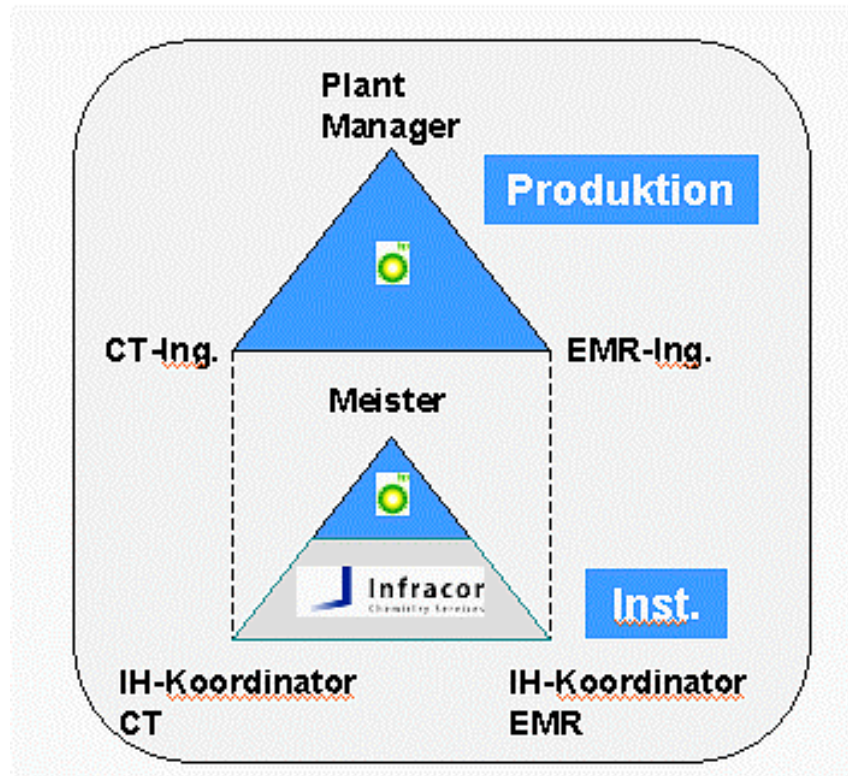 Plant
Manager
Produktion
CT-Ing.
EMR-Ing.
Meister
Infracor
Chemistry Services
Inst.
IH-Koordinator
CT
IH-Koordinator
EMR